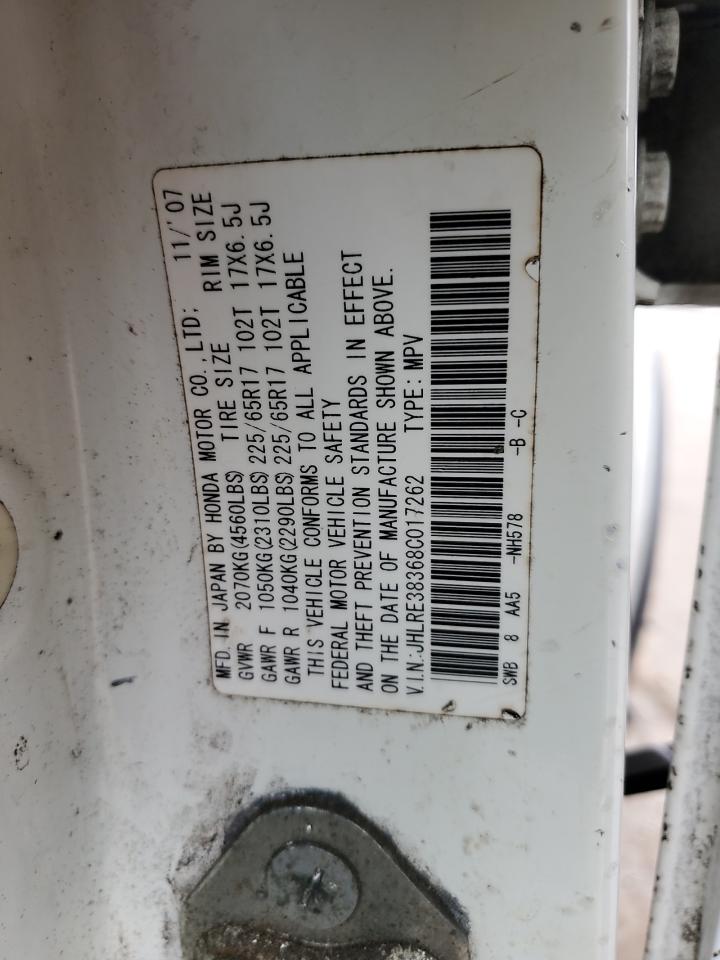 MFD. IN JAPAN BY HONDA MOTOR CO.,LTD: 11/'07
GVWR 2070KG(4560LBS) TIRE SIZE RIM SIZE
GAWR F 1050KG(2310LBS) 225/65R17 102T 17X6.5J
GAWR R 1040KG(2290LBS) 225/65R17 102T 17X6.5J
THIS VEHICLE CONFORMS TO ALL APPLICABLE
FEDERAL MOTOR VEHICLE SAFETY
AND THEFT PREVENTION STANDARDS IN EFFECT
ON THE DATE OF MANUFACTURE SHOWN ABOVE.
V.I.N.:JHLRE38368C017262 TYPE: MPV
SWB 8 AA5 -NH578 -B -C